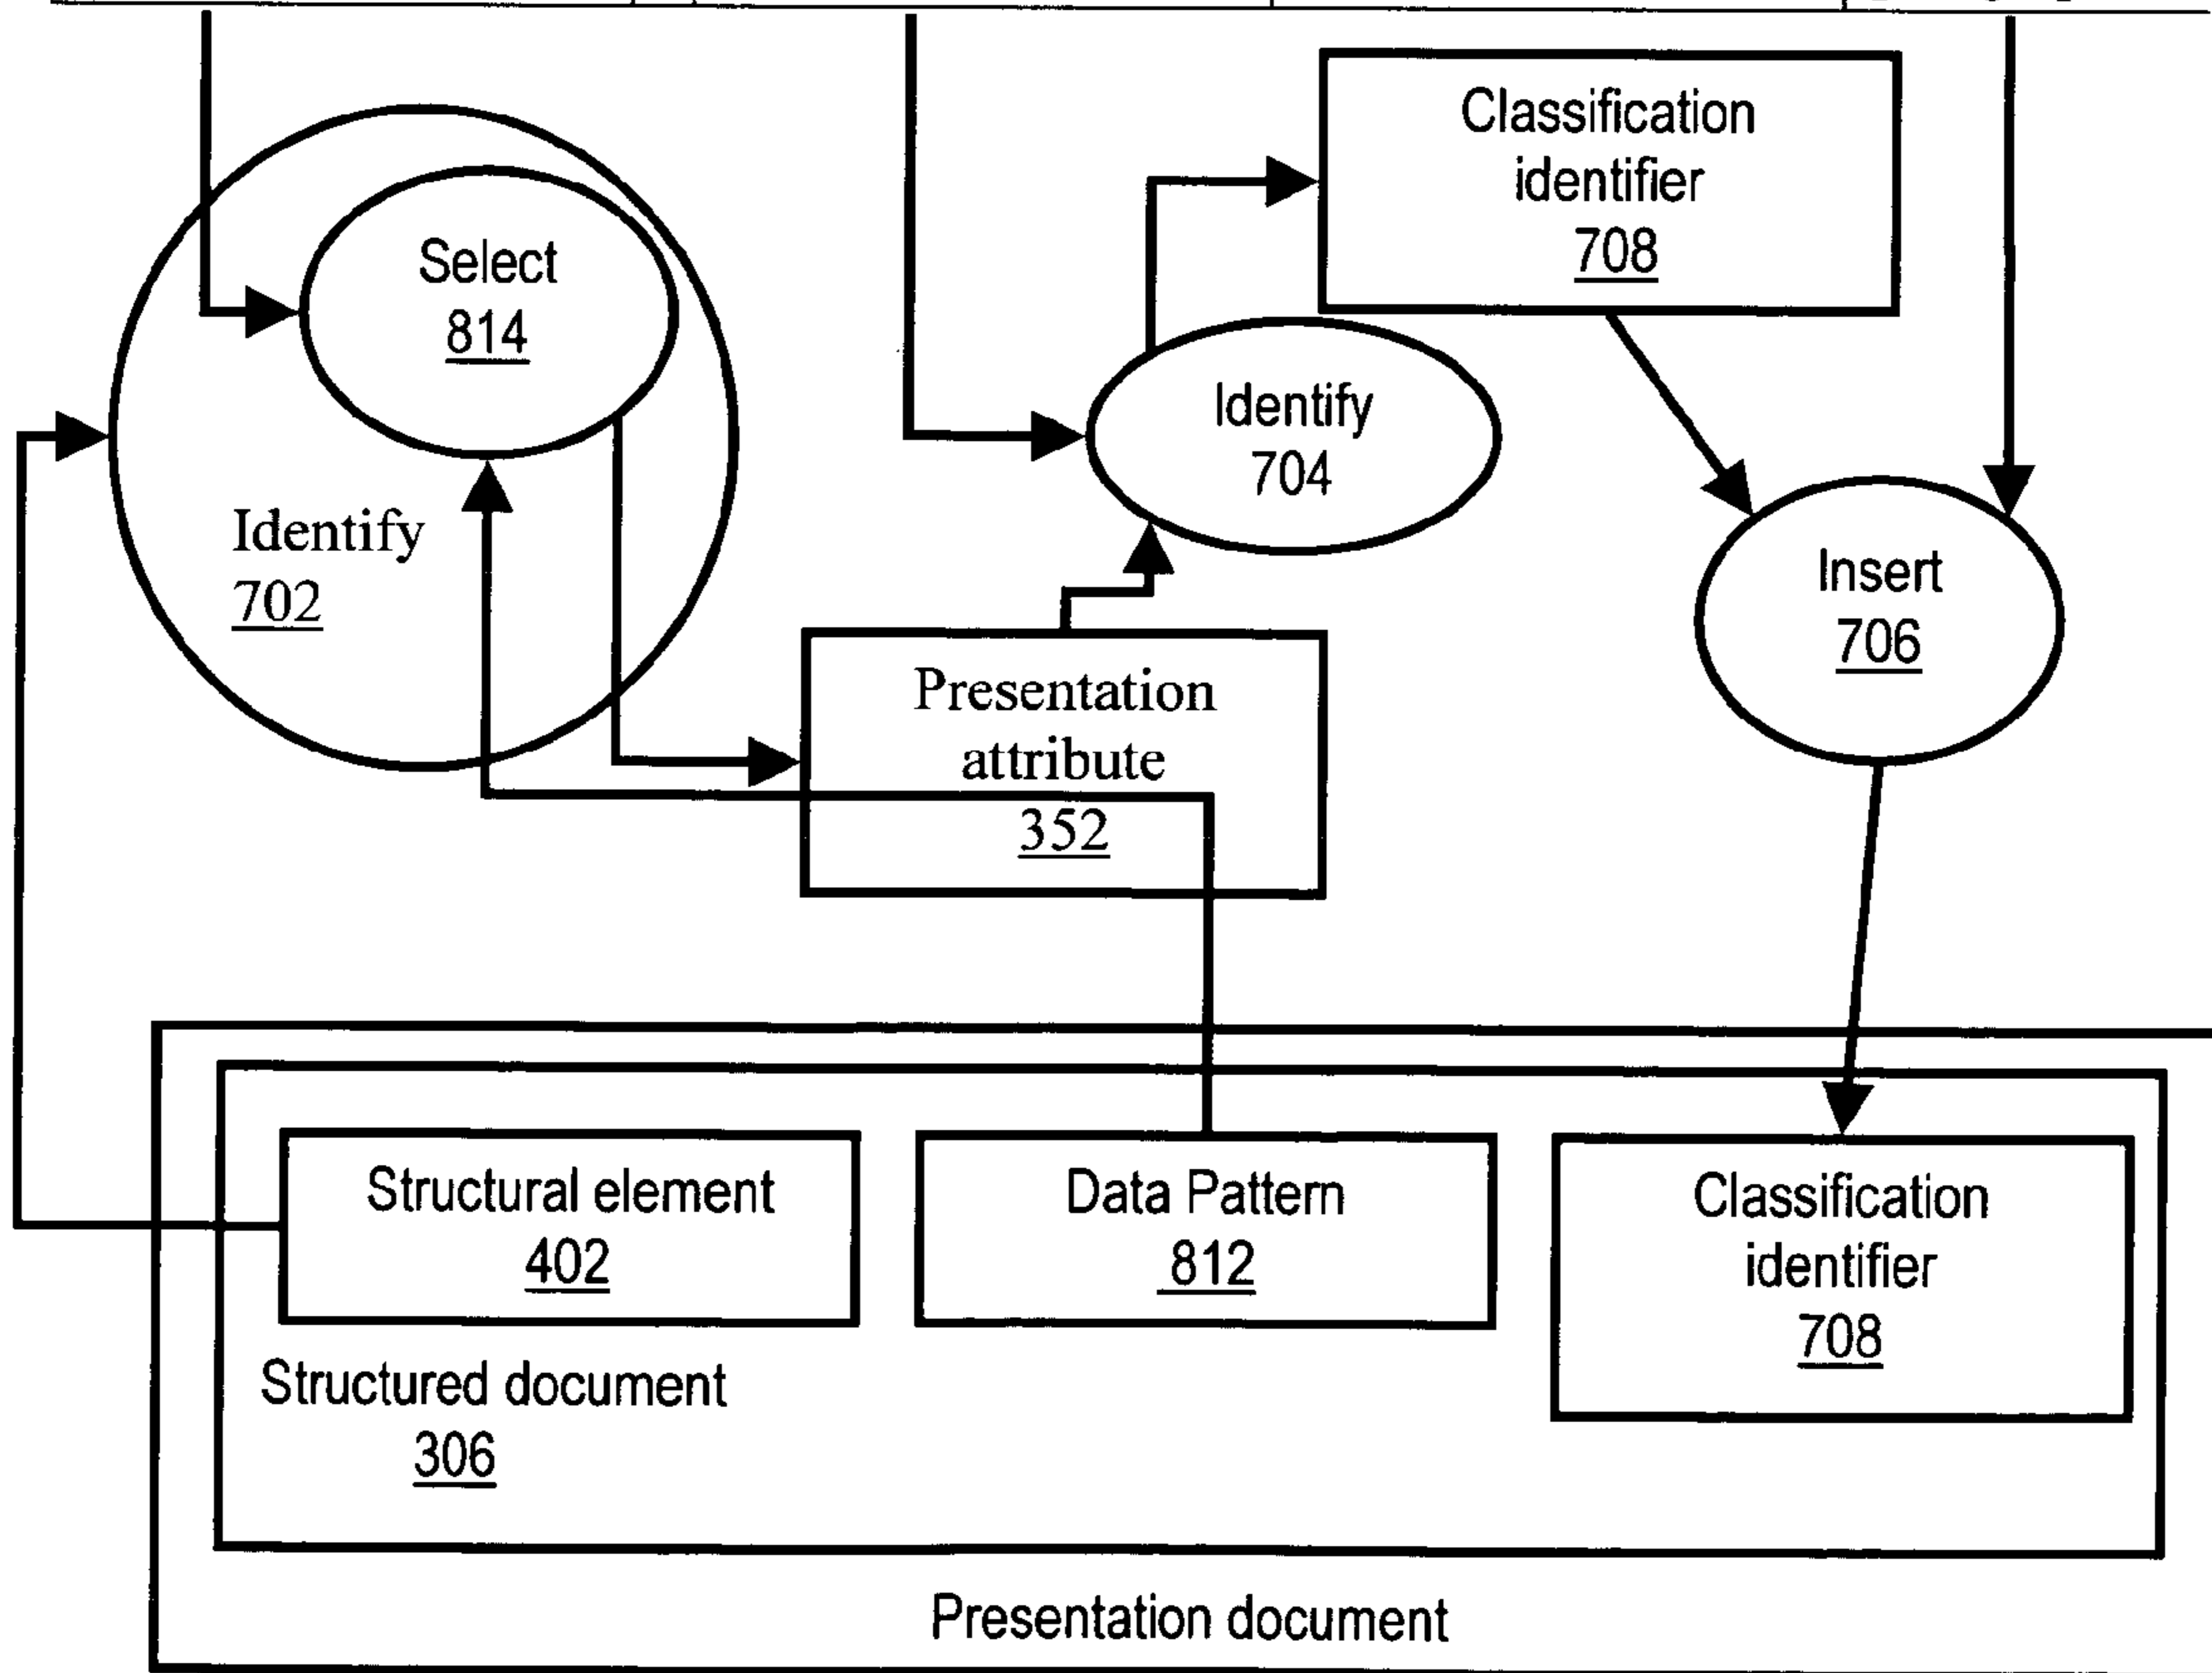 Classification
identifier
708
Select
814
Identify
704
Identify
702
Insert
706
Presentation
attribute
352
Structural element
402
Data Pattern
812
Classification
identifier
708
Structured document
306
Presentation document